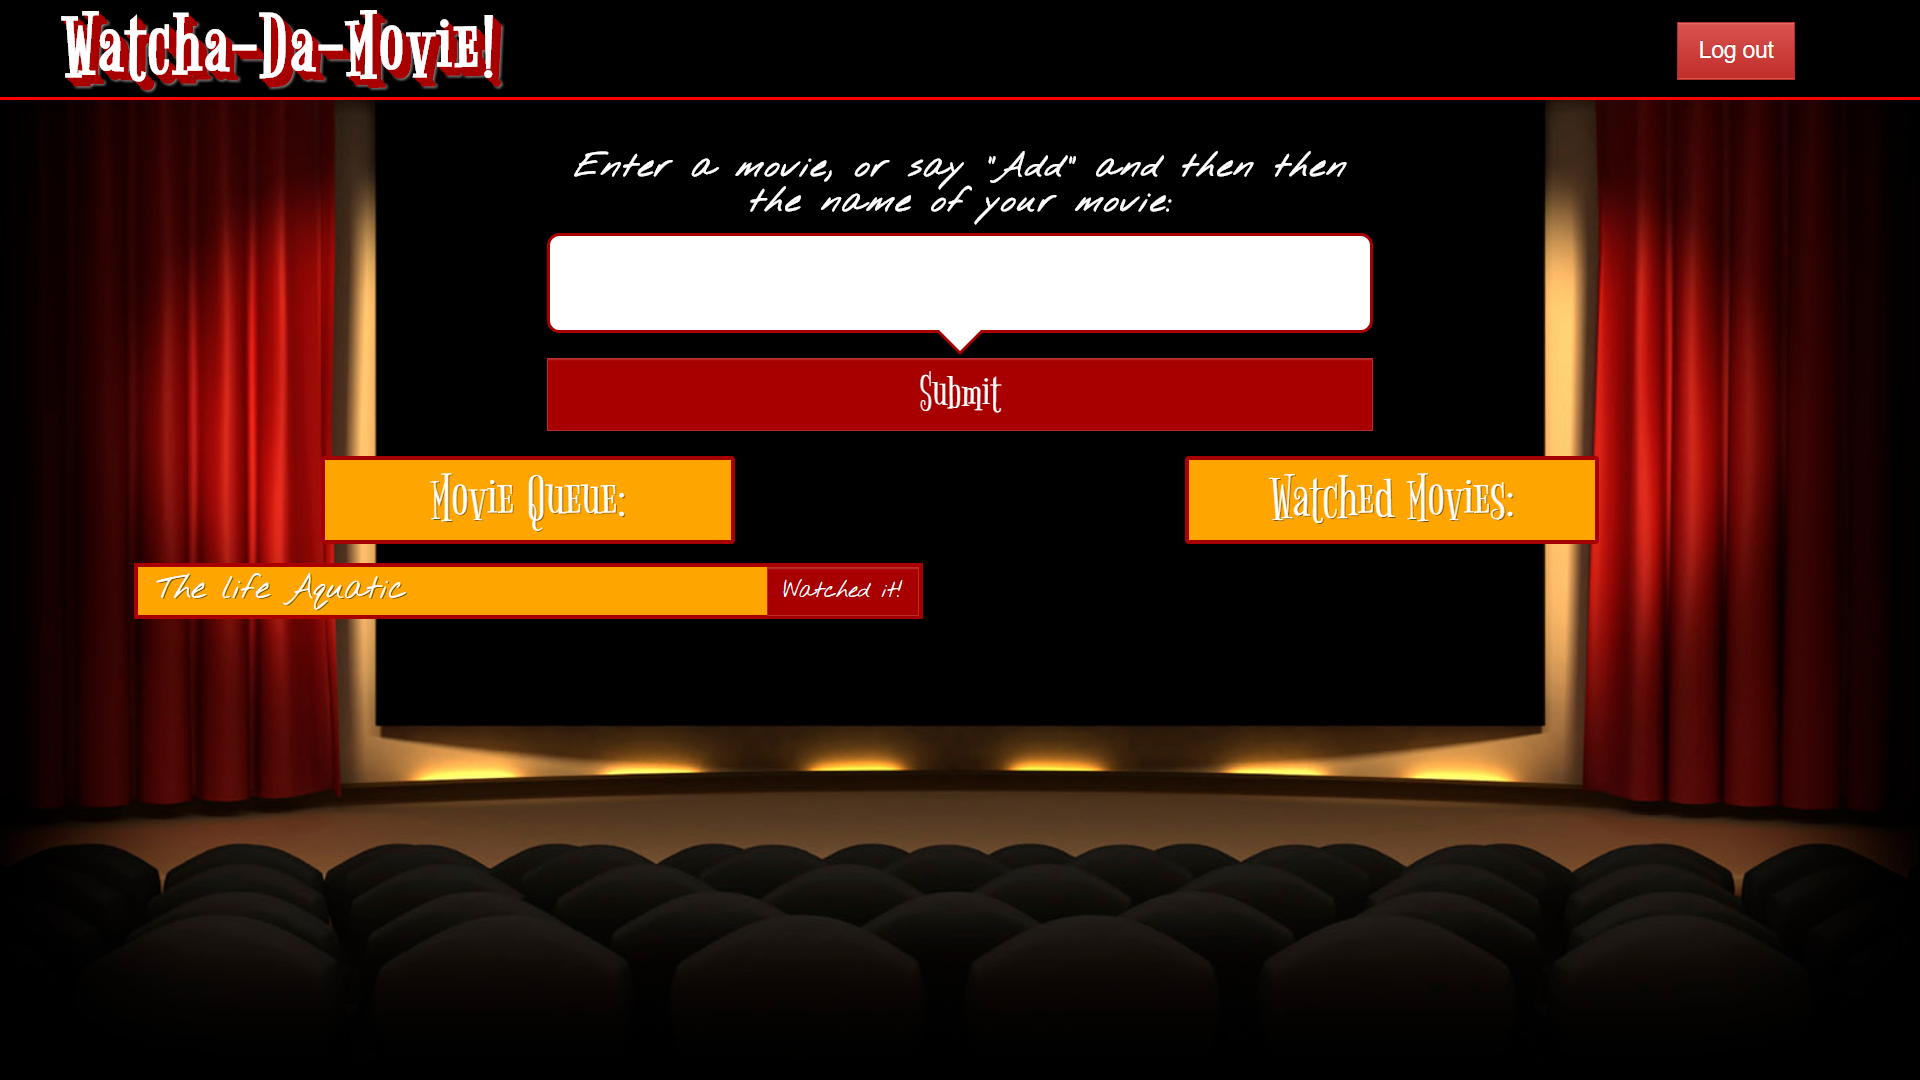 Watcha-Da-Movie!
Log out
Enter a movie, or say "Add" and then then
the name of your movie:
Submit
Movie Queue:
Watched Movies:
The life Aquatic
Watched it!